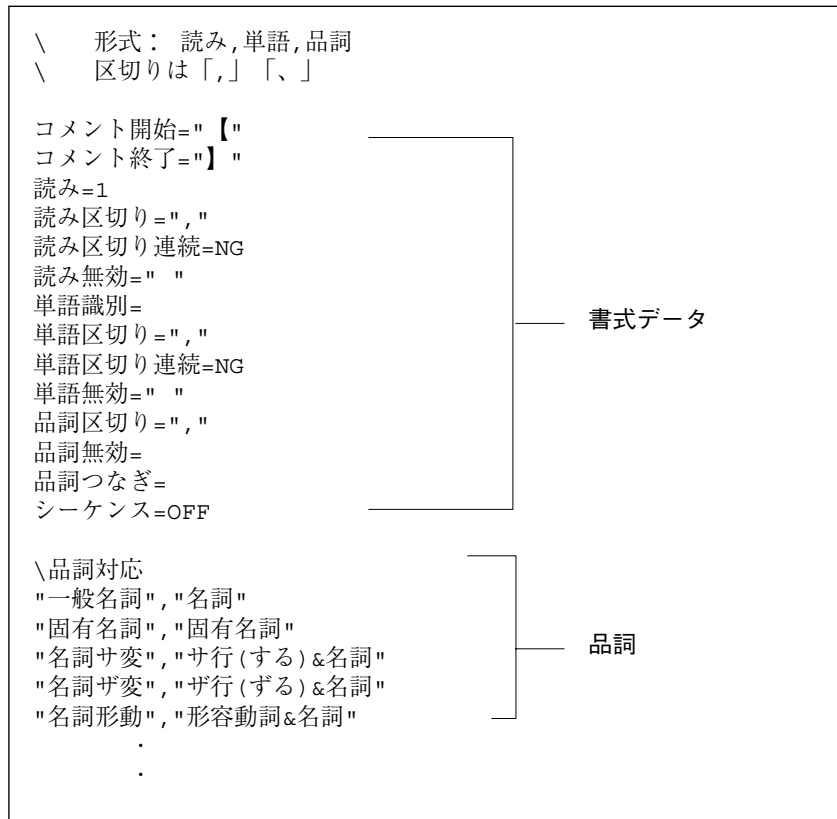 \ 形式： 読み,単語,品詞
\ 区切りは「,」「、」
コメント開始="【"
コメント終了="】"
読み=1
読み区切り=","
読み区切り連続=NG
読み無効=" "
単語識別=
単語区切り=","
単語区切り連続=NG
単語無効=" "
品詞区切り=","
品詞無効=
品詞つなぎ=
シーケンス=OFF
書式データ
\品詞対応
"一般名詞","名詞"
"固有名詞","固有名詞"
"名詞サ変","サ行(する)&名詞"
"名詞ザ変","ザ行(ずる)&名詞"
"名詞形動","形容動詞&名詞"
．
．
品詞